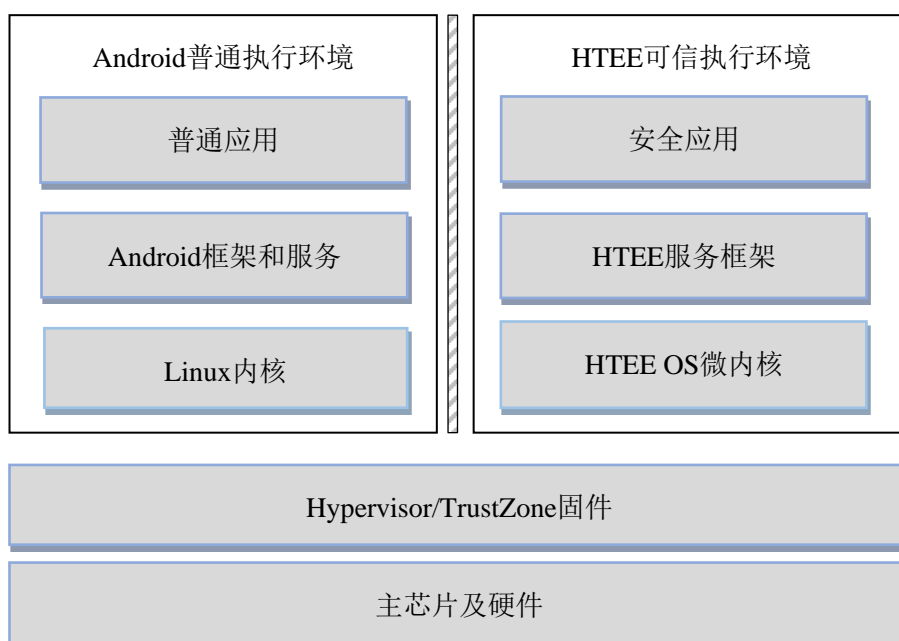 Android普通执行环境
普通应用
Android框架和服务
Linux内核
HTEE可信执行环境
安全应用
HTEE服务框架
HTEE OS微内核
Hypervisor/TrustZone固件
主芯片及硬件